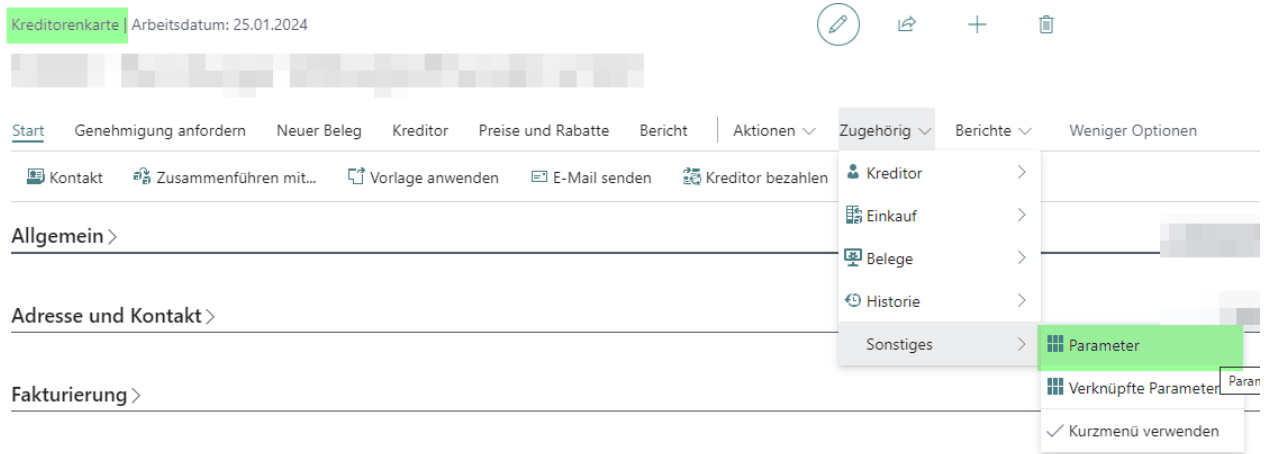 Kreditorenkarte | Arbeitsdatum: 25.01.2024
Start Genehmigung anfordern Neuer Beleg Kreditor Preise und Rabatte Bericht Aktionen Zugehörig Berichte Weniger Optionen
Kontakt Zusammenführen mit... Vorlage anwenden E-Mail senden Kreditor bezahlen
Kreditor
Einkauf
Belege
Historie
Sonstiges
Parameter
Verknüpfte Parameter
Kurzmenü verwenden
Allgemein
Adresse und Kontakt
Fakturierung